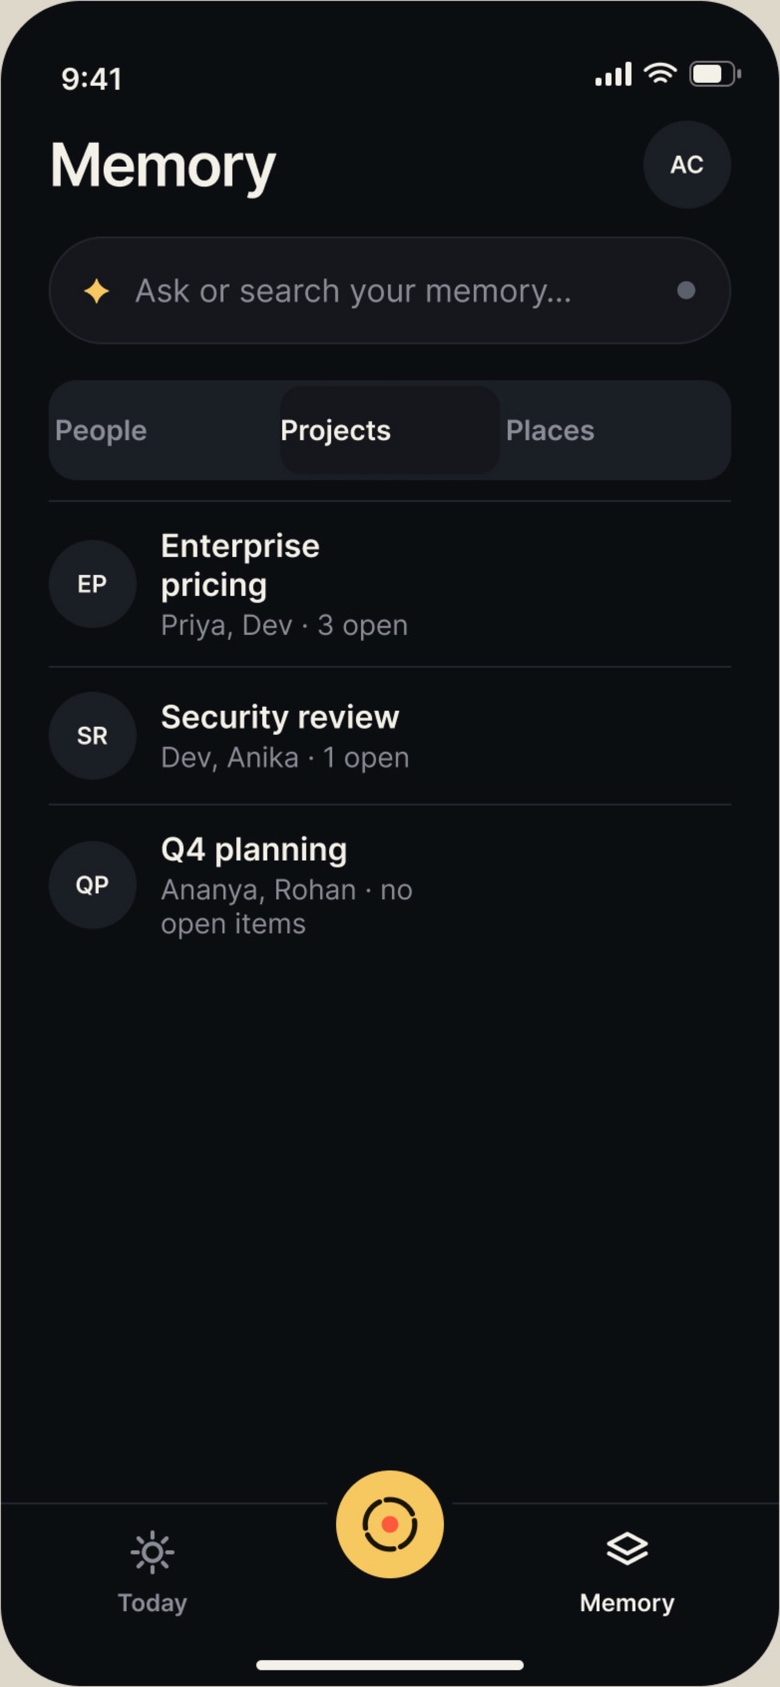 9:41
Memory
AC
Ask or search your memory...
People
Projects
Places
EP
Enterprise
pricing
Priya, Dev · 3 open
SR
Security review
Dev, Anika · 1 open
QP
Q4 planning
Ananya, Rohan · no
open items
Today
Memory